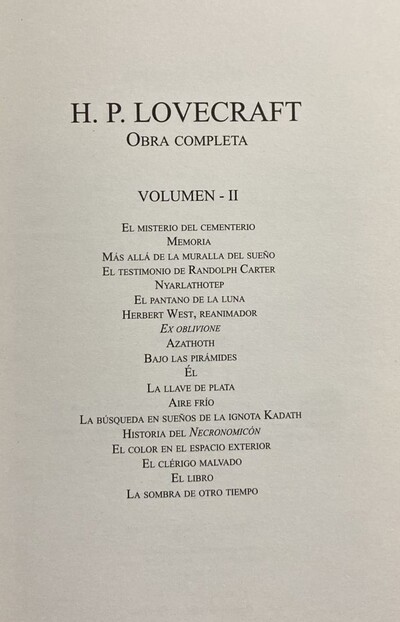 H. P. LOVECRAFT
OBRA COMPLETA
VOLUMEN - II
EL MISTERIO DEL CEMENTERIO
MEMORIA
MÁS ALLÁ DE LA MURALLA DEL SUEÑO
EL TESTIMONIO DE RANDOLPH CARTER
NYARLATHOTEP
EL PANTANO DE LA LUNA
HERBERT WEST, REANIMADOR
EX OBLIVIONE
AZATHOTH
BAJO LAS PIRÁMIDES
ÉL
LA LLAVE DE PLATA
AIRE FRÍO
LA BÚSQUEDA EN SUEÑOS DE LA IGNOTA KADATH
HISTORIA DEL NECRONOMICÓN
EL COLOR EN EL ESPACIO EXTERIOR
EL CLÉRIGO MALVADO
EL LIBRO
LA SOMBRA DE OTRO TIEMPO